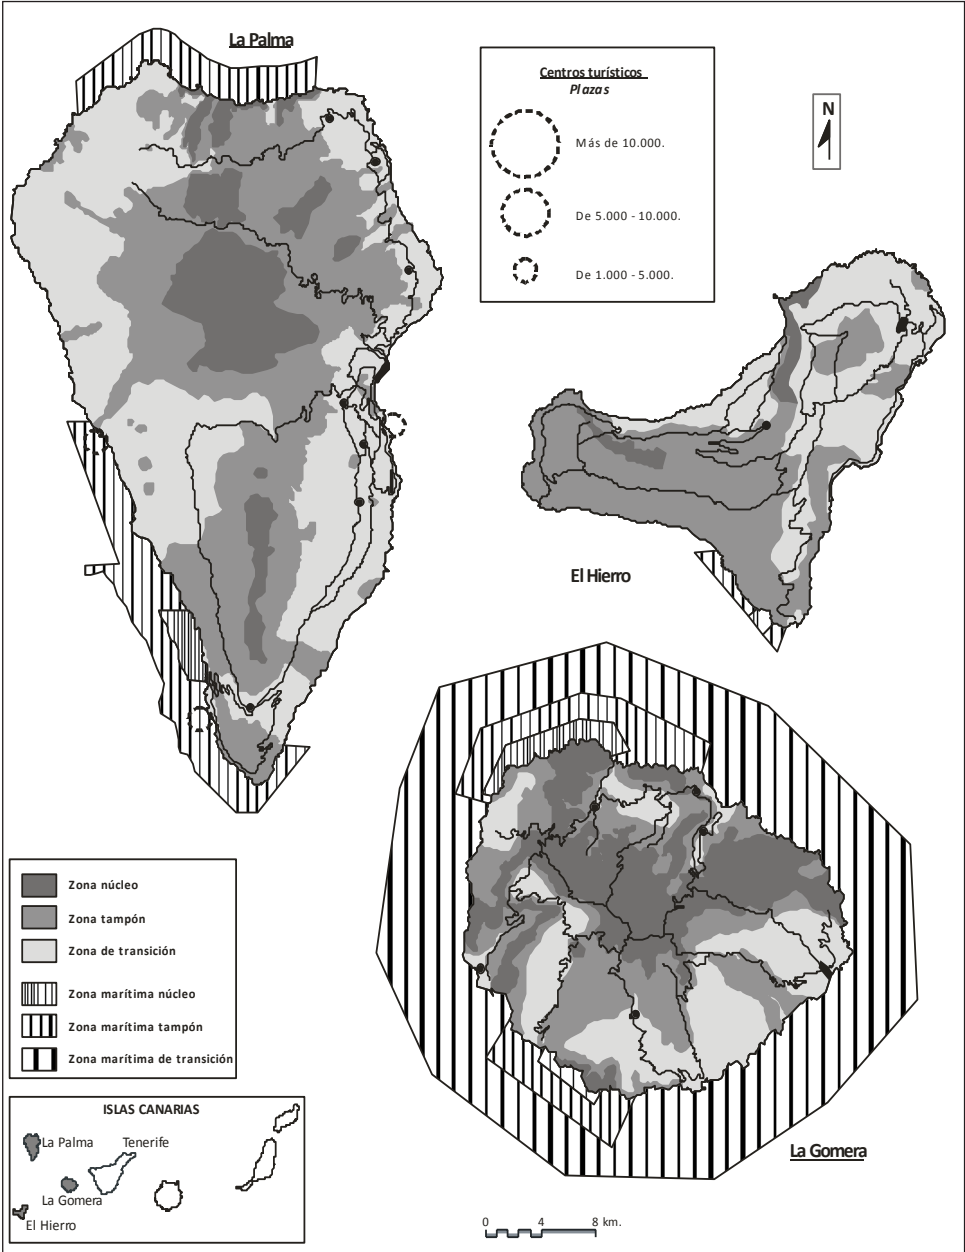 La Palma
Centros turísticos
Plazas
Más de 10.000.
De 5.000 - 10.000.
De 1.000 - 5.000.
N
El Hierro
La Gomera
Zona núcleo
Zona tampón
Zona de transición
Zona marítima núcleo
Zona marítima tampón
Zona marítima de transición
ISLAS CANARIAS
La Palma
Tenerife
La Gomera
El Hierro
0 4 8 km.